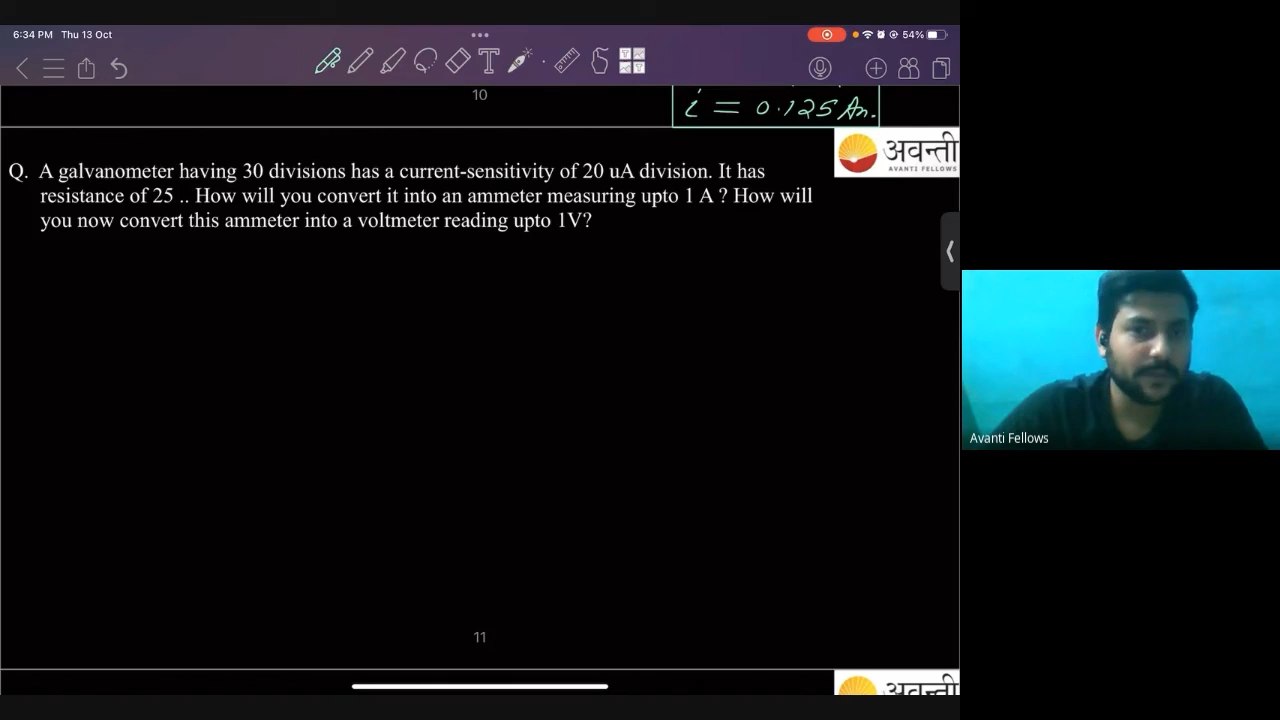 6:34 PM Thu 13 Oct
54%
10
i = 0.125 An.
अवन्ती
AVANTI FELLOWS
Q. A galvanometer having 30 divisions has a current-sensitivity of 20 uA division. It has
resistance of 25 .. How will you convert it into an ammeter measuring upto 1 A ? How will
you now convert this ammeter into a voltmeter reading upto 1V?
Avanti Fellows
11
अवन्ती